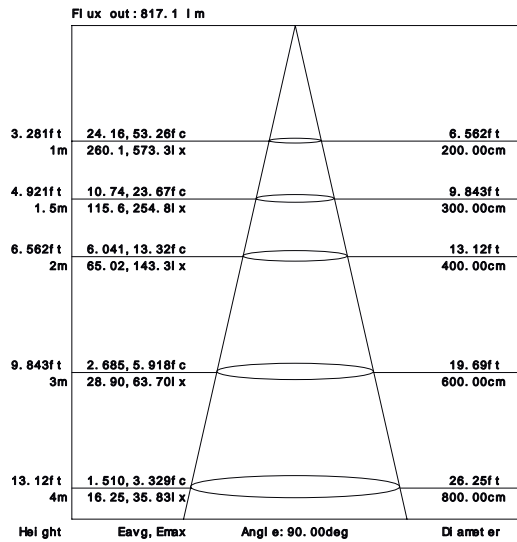 Flux out: 817.1 lm
3.281ft 24.16, 53.26fc 6.562ft
1m 260.1, 573.3lx 200.00cm
4.921ft 10.74, 23.67fc 9.843ft
1.5m 115.6, 254.8lx 300.00cm
6.562ft 6.041, 13.32fc 13.12ft
2m 65.02, 143.3lx 400.00cm
9.843ft 2.685, 5.918fc 19.69ft
3m 28.90, 63.70lx 600.00cm
13.12ft 1.510, 3.329fc 26.25ft
4m 16.25, 35.83lx 800.00cm
Height Eavg, Emax Angle: 90.00deg Diameter